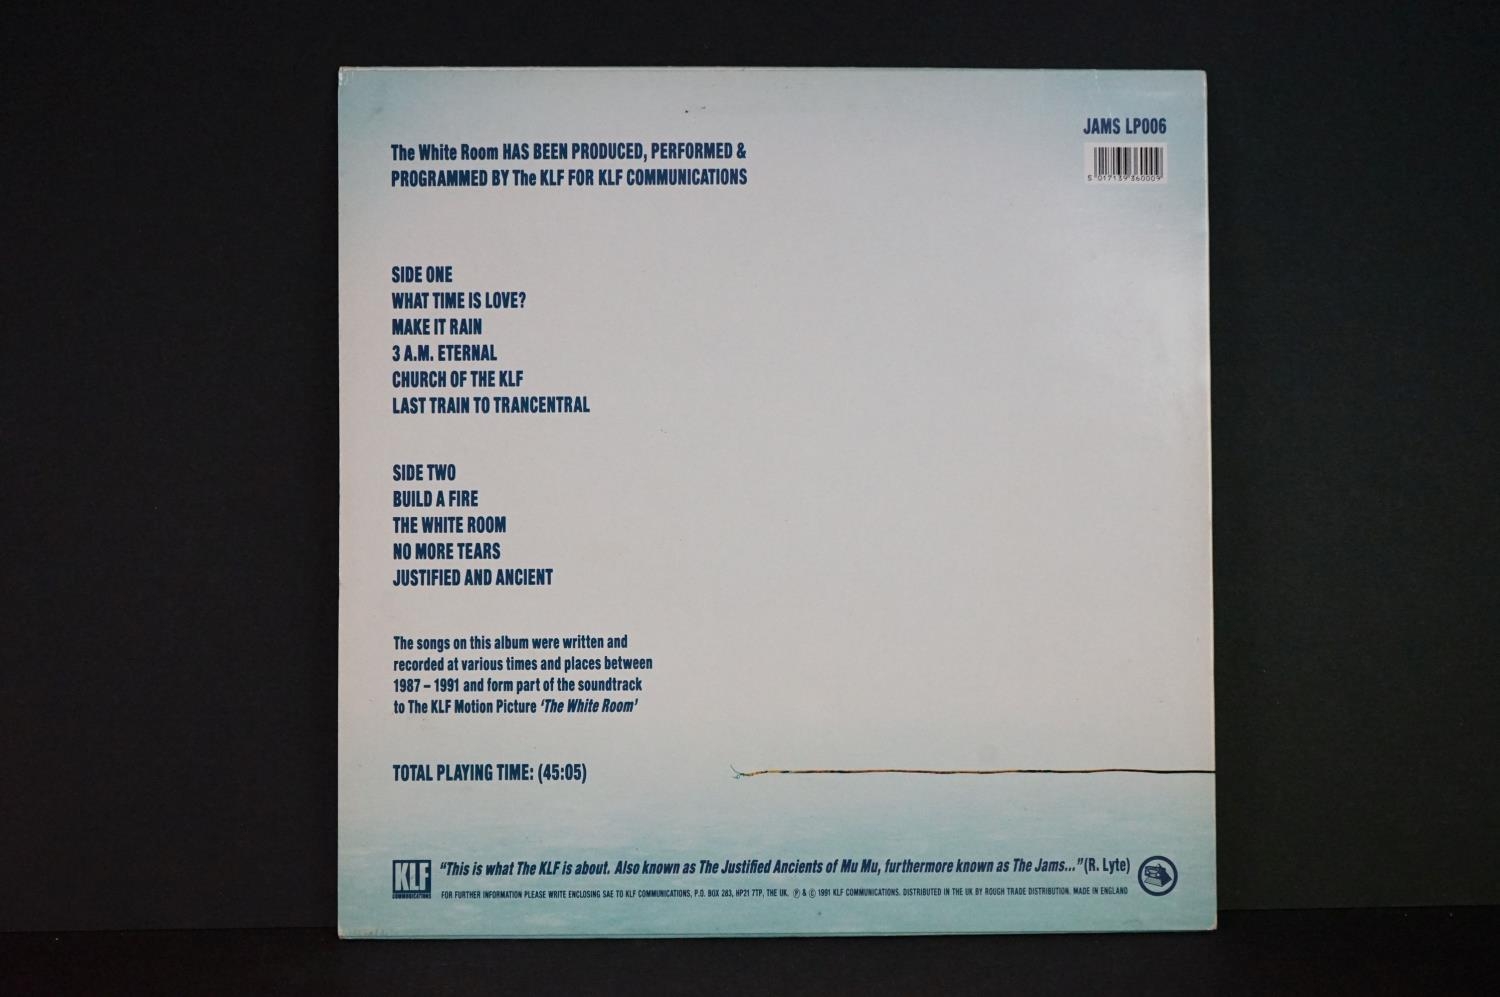 JAMS LP006
5 017139 360009
The White Room HAS BEEN PRODUCED, PERFORMED &
PROGRAMMED BY The KLF FOR KLF COMMUNICATIONS
SIDE ONE
WHAT TIME IS LOVE?
MAKE IT RAIN
3 A.M. ETERNAL
CHURCH OF THE KLF
LAST TRAIN TO TRANCENTRAL
SIDE TWO
BUILD A FIRE
THE WHITE ROOM
NO MORE TEARS
JUSTIFIED AND ANCIENT
The songs on this album were written and
recorded at various times and places between
1987 – 1991 and form part of the soundtrack
to The KLF Motion Picture ‘The White Room’
TOTAL PLAYING TIME: (45:05)
KLF
COMMUNICATIONS
“This is what The KLF is about. Also known as The Justified Ancients of Mu Mu, furthermore known as The Jams...”(R. Lyte)
FOR FURTHER INFORMATION PLEASE WRITE ENCLOSING SAE TO KLF COMMUNICATIONS, P.O. BOX 283, HP21 7TP, THE UK. ℗ & © 1991 KLF COMMUNICATIONS. DISTRIBUTED IN THE UK BY ROUGH TRADE DISTRIBUTION. MADE IN ENGLAND